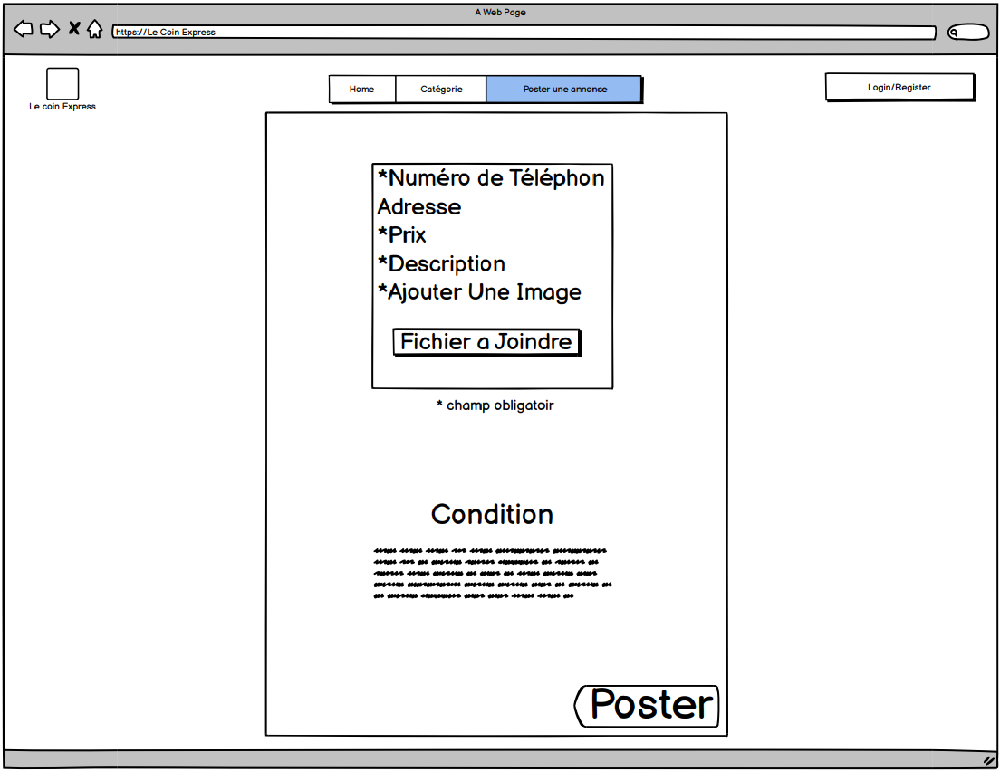 A Web Page
https://Le Coin Express
Le coin Express
Home
Catégorie
Poster une annonce
Login/Register
*Numéro de Téléphon
Adresse
*Prix
*Description
*Ajouter Une Image
Fichier a Joindre
* champ obligatoir
Condition
Poster